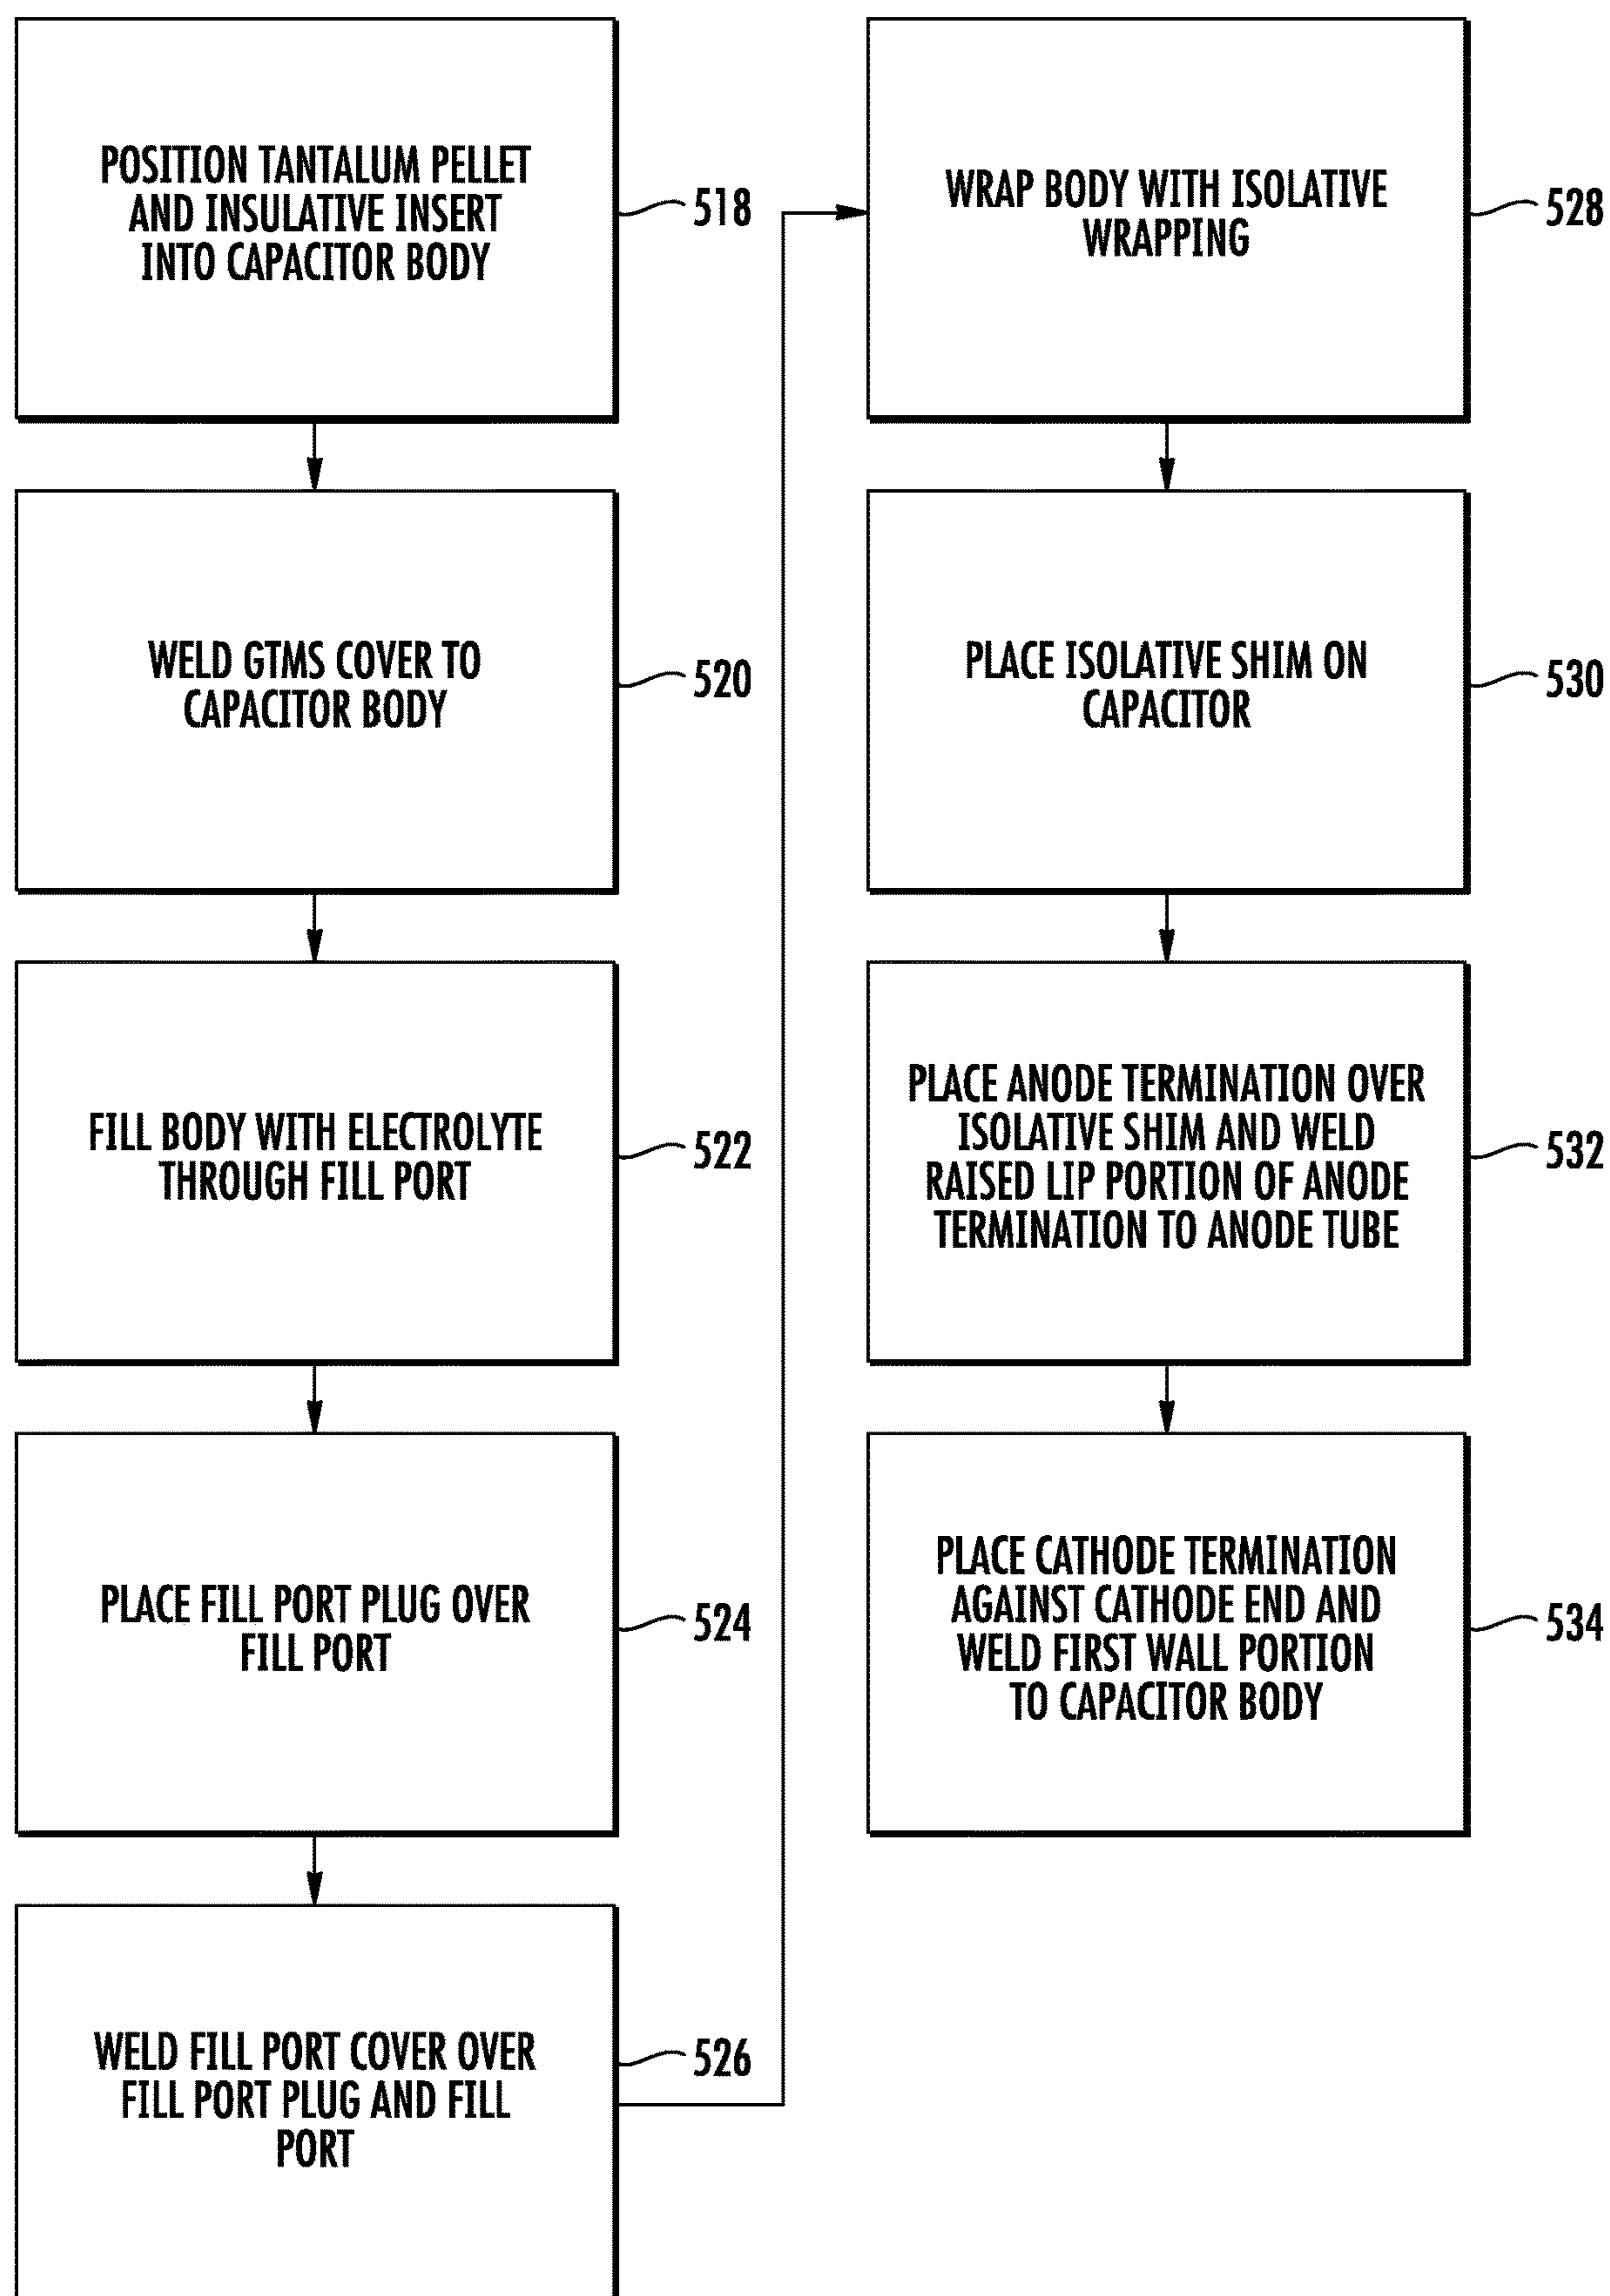 POSITION TANTALUM PELLET
AND INSULATIVE INSERT
INTO CAPACITOR BODY
518
WELD GTMS COVER TO
CAPACITOR BODY
520
FILL BODY WITH ELECTROLYTE
THROUGH FILL PORT
522
PLACE FILL PORT PLUG OVER
FILL PORT
524
WELD FILL PORT COVER OVER
FILL PORT PLUG AND FILL
PORT
526
WRAP BODY WITH ISOLATIVE
WRAPPING
528
PLACE ISOLATIVE SHIM ON
CAPACITOR
530
PLACE ANODE TERMINATION OVER
ISOLATIVE SHIM AND WELD
RAISED LIP PORTION OF ANODE
TERMINATION TO ANODE TUBE
532
PLACE CATHODE TERMINATION
AGAINST CATHODE END AND
WELD FIRST WALL PORTION
TO CAPACITOR BODY
534